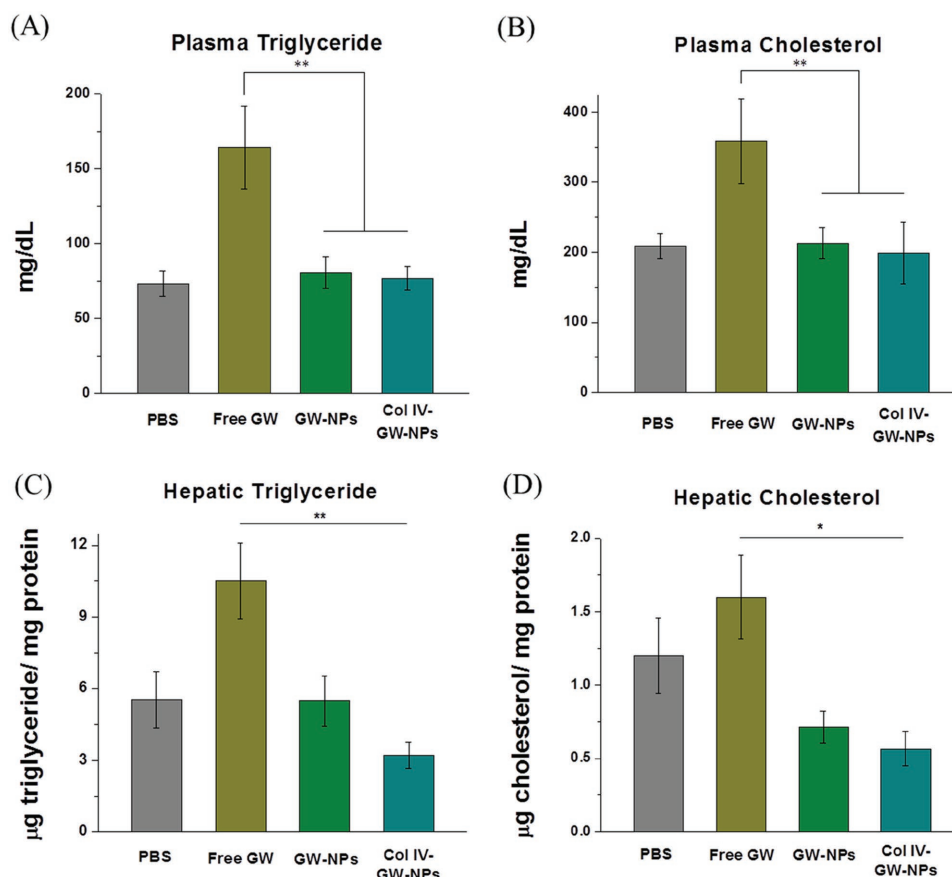 (A)
Plasma Triglyceride
**
200
150
100
50
0
mg/dL
PBS
Free GW
GW-NPs
Col IV-
GW-NPs
(B)
Plasma Cholesterol
**
400
300
200
100
0
mg/dL
PBS
Free GW
GW-NPs
Col IV-
GW-NPs
(C)
Hepatic Triglyceride
**
12
9
6
3
0
μg triglyceride/ mg protein
PBS
Free GW
GW-NPs
Col IV-
GW-NPs
(D)
Hepatic Cholesterol
*
2.0
1.5
1.0
0.5
0.0
μg cholesterol/ mg protein
PBS
Free GW
GW-NPs
Col IV-
GW-NPs